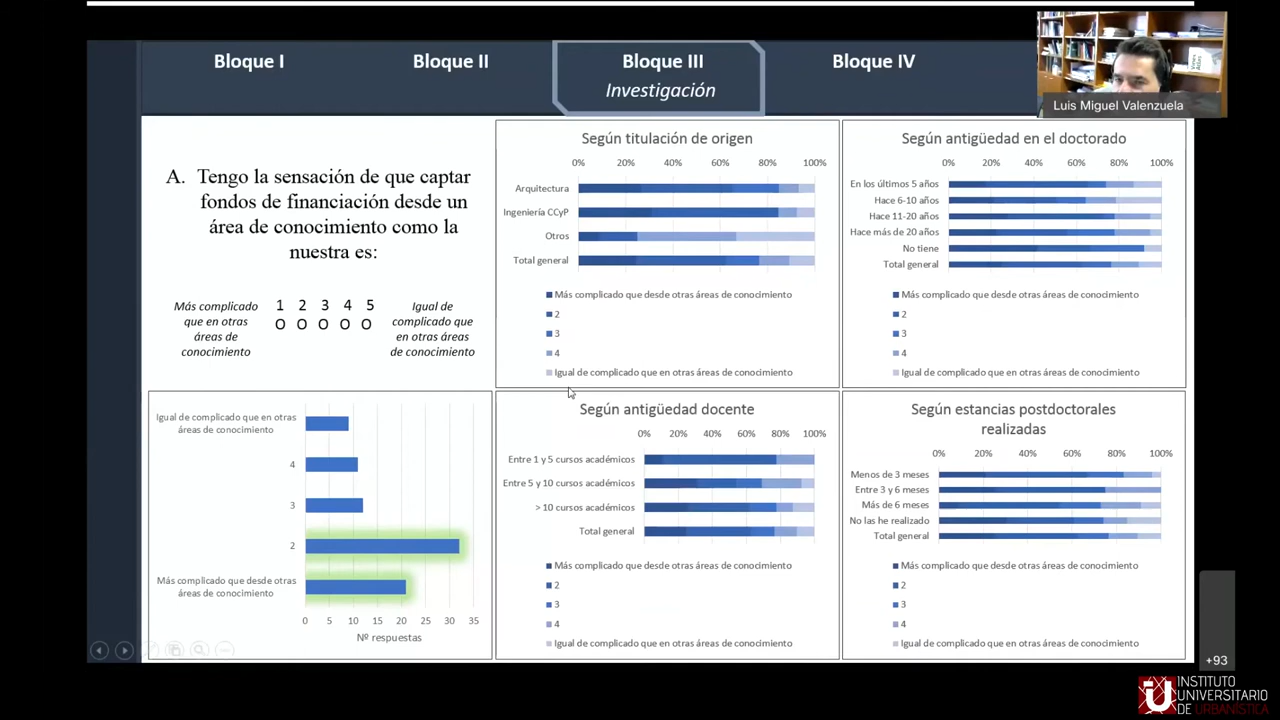 Bloque I
Bloque II
Bloque III
Investigación
Bloque IV
Luis Miguel Valenzuela
A. Tengo la sensación de que captar
fondos de financiación desde un
área de conocimiento como la
nuestra es:
Más complicado
que en otras
áreas de
conocimiento
1 2 3 4 5
O O O O O
Igual de
complicado que
en otras áreas
de conocimiento
Según titulación de origen
0% 20% 40% 60% 80% 100%
Arquitectura
Ingeniería CCyP
Otros
Total general
Más complicado que desde otras áreas de conocimiento
2
3
4
Igual de complicado que en otras áreas de conocimiento
Según antigüedad en el doctorado
0% 20% 40% 60% 80% 100%
En los últimos 5 años
Hace 6-10 años
Hace 11-20 años
Hace más de 20 años
No tiene
Total general
Más complicado que desde otras áreas de conocimiento
2
3
4
Igual de complicado que en otras áreas de conocimiento
Igual de complicado que en otras
áreas de conocimiento
4
3
2
Más complicado que desde otras
áreas de conocimiento
0 5 10 15 20 25 30 35
Nº respuestas
Según antigüedad docente
0% 20% 40% 60% 80% 100%
Entre 1 y 5 cursos académicos
Entre 5 y 10 cursos académicos
> 10 cursos académicos
Total general
Más complicado que desde otras áreas de conocimiento
2
3
4
Igual de complicado que en otras áreas de conocimiento
Según estancias postdoctorales
realizadas
0% 20% 40% 60% 80% 100%
Menos de 3 meses
Entre 3 y 6 meses
Más de 6 meses
No las he realizado
Total general
Más complicado que desde otras áreas de conocimiento
2
3
4
Igual de complicado que en otras áreas de conocimiento
+93
INSTITUTO
UNIVERSITARIO
DE URBANÍSTICA